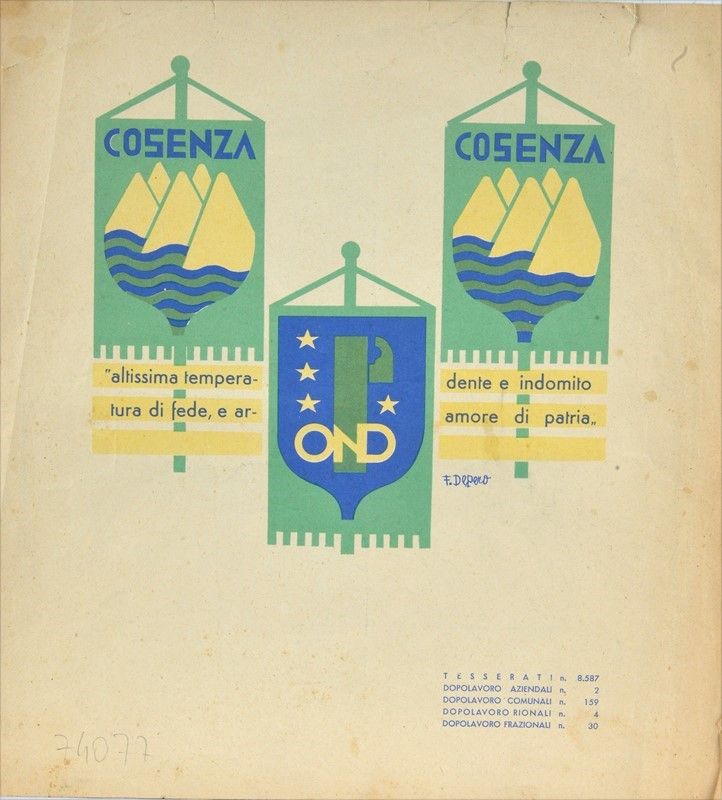 COSENZA
COSENZA
"altissima tempera-
tura di fede, e ar-
dente e indomito
amore di patria„
OND
F. Depero
TESSERATI n. 8.587
DOPOLAVORO AZIENDALI n. 2
DOPOLAVORO COMUNALI n. 159
DOPOLAVORO RIONALI n. 4
DOPOLAVORO FRAZIONALI n. 30
74077